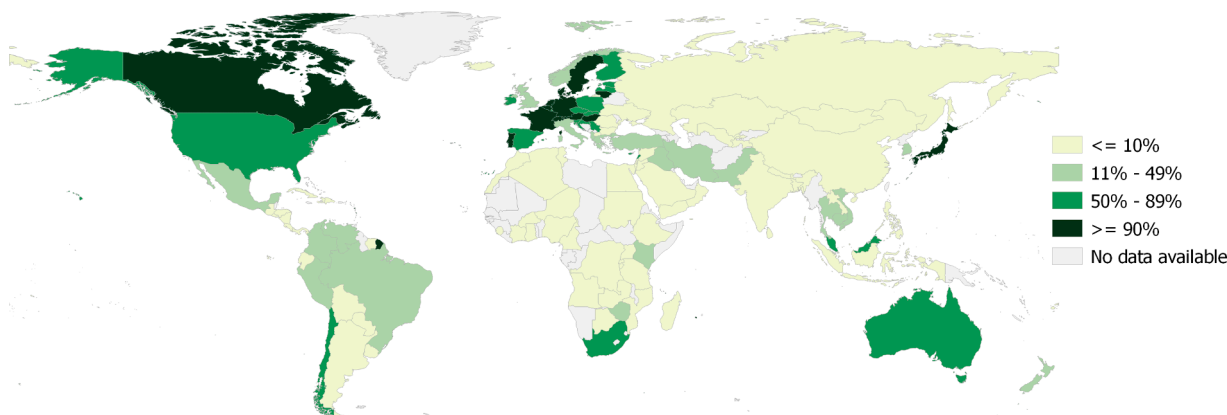 <= 10%
11% - 49%
50% - 89%
>= 90%
No data available